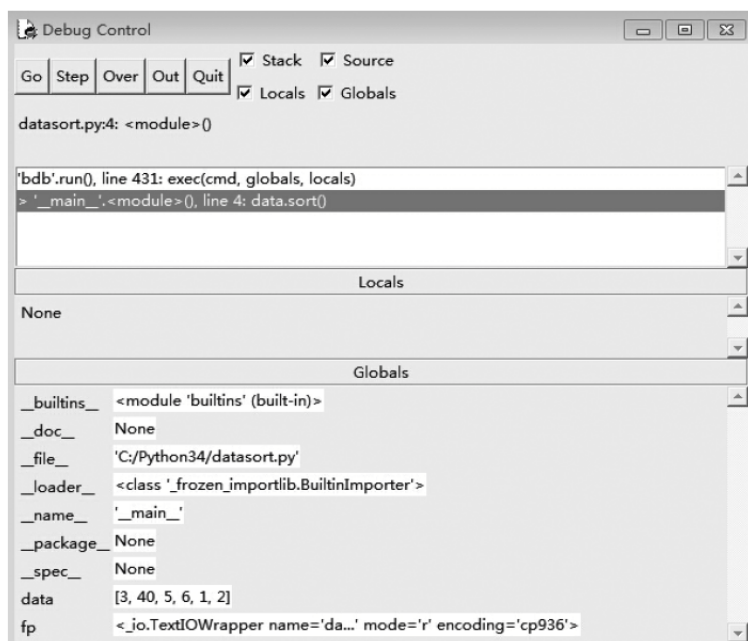 Debug Control
Go Step Over Out Quit
Stack Source
Locals Globals
datasort.py:4: <module>()
'bdb'.run(), line 431: exec(cmd, globals, locals)
> '__main__'.<module>(), line 4: data.sort()
Locals
None
Globals
__builtins__ <module 'builtins' (built-in)>
__doc__ None
__file__ 'C:/Python34/datasort.py'
__loader__ <class '_frozen_importlib.BuiltinImporter'>
__name__ '__main__'
__package__ None
__spec__ None
data [3, 40, 5, 6, 1, 2]
fp <_io.TextIOWrapper name='da...' mode='r' encoding='cp936'>